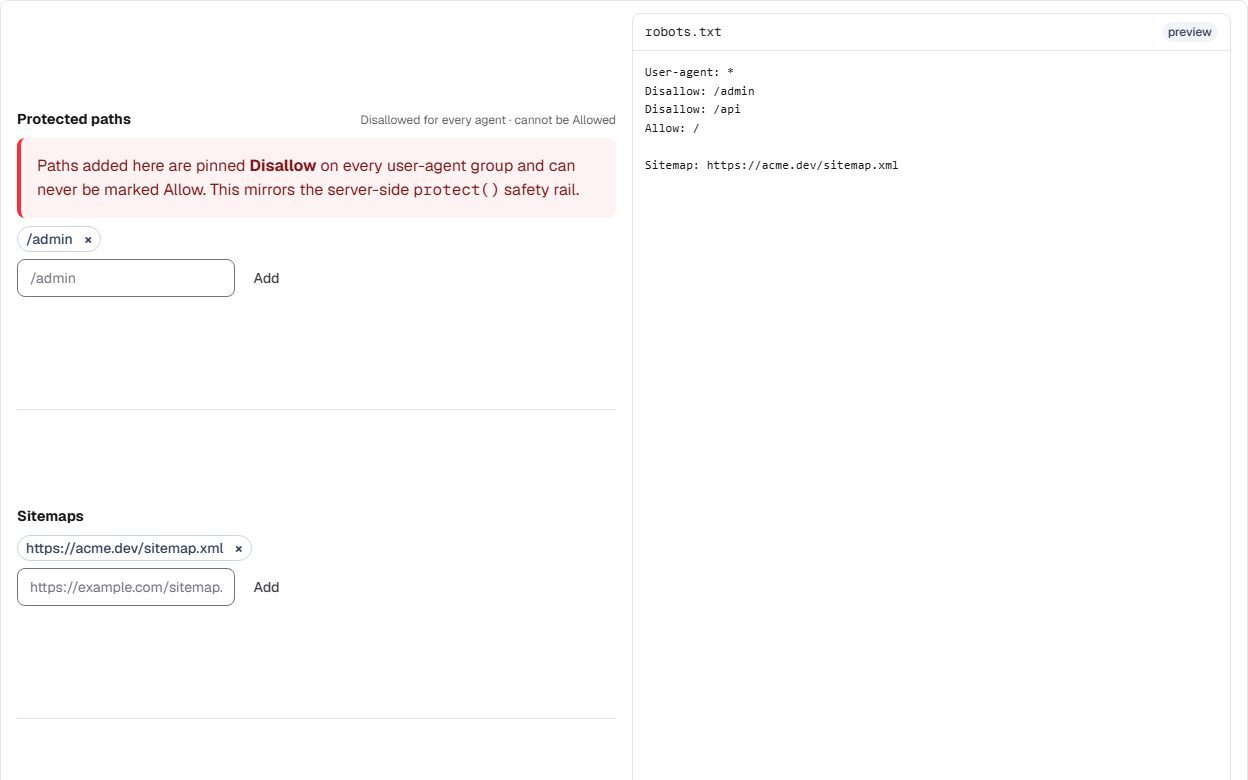 Protected paths
Disallowed for every agent · cannot be Allowed
Paths added here are pinned Disallow on every user-agent group and can
never be marked Allow. This mirrors the server-side protect() safety rail.
/admin ×
/admin
Add
Sitemaps
https://acme.dev/sitemap.xml ×
https://example.com/sitemap.
Add
robots.txt
preview
User-agent: *
Disallow: /admin
Disallow: /api
Allow: /
Sitemap: https://acme.dev/sitemap.xml